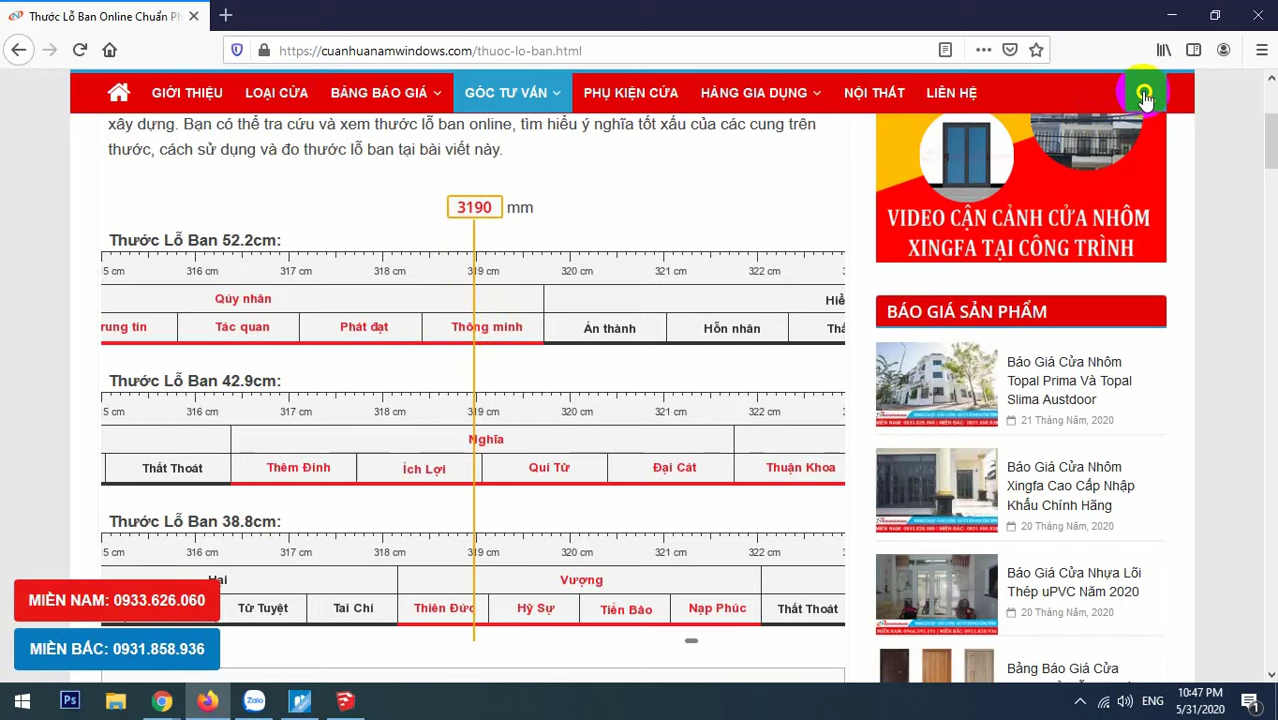 Thước Lỗ Ban Online Chuẩn Ph
https://cuanhuanamwindows.com/thuoc-lo-ban.html
GIỚI THIỆU LOẠI CỬA BẢNG BÁO GIÁ GÓC TƯ VẤN PHỤ KIỆN CỬA HÀNG GIA DỤNG NỘI THẤT LIÊN HỆ
xây dựng. Bạn có thể tra cứu và xem thước lỗ ban online, tìm hiểu ý nghĩa tốt xấu của các cung trên
thước, cách sử dụng và đo thước lỗ ban tại bài viết này.
3190 mm
Thước Lỗ Ban 52.2cm:
5 cm 316 cm 317 cm 318 cm 319 cm 320 cm 321 cm 322 cm
Qúy nhân Hiể
rung tín Tác quan Phát đạt Thông minh Án thành Hỗn nhân Thấ
Thước Lỗ Ban 42.9cm:
5 cm 316 cm 317 cm 318 cm 319 cm 320 cm 321 cm 322 cm
Nghĩa
Thất Thoát Thêm Đinh Ích Lợi Quí Tử Đại Cát Thuận Khoa
Thước Lỗ Ban 38.8cm:
5 cm 316 cm 317 cm 318 cm 319 cm 320 cm 321 cm 322 cm
Hại Vượng
Tử Tuyệt Tai Chí Thiên Đức Hỷ Sự Tiến Bảo Nạp Phúc Thất Thoát
MIỀN NAM: 0933.626.060
MIỀN BẮC: 0931.858.936
VIDEO CẬN CẢNH CỬA NHÔM
XINGFA TẠI CÔNG TRÌNH
BÁO GIÁ SẢN PHẨM
Báo Giá Cửa Nhôm
Topal Prima Và Topal
Slima Austdoor
21 Tháng Năm, 2020
Báo Giá Cửa Nhôm
Xingfa Cao Cấp Nhập
Khẩu Chính Hãng
20 Tháng Năm, 2020
Báo Giá Cửa Nhựa Lõi
Thép uPVC Năm 2020
20 Tháng Năm, 2020
Bảng Báo Giá Cửa
Ps
Zalo
ENG
10:47 PM
5/31/2020
1